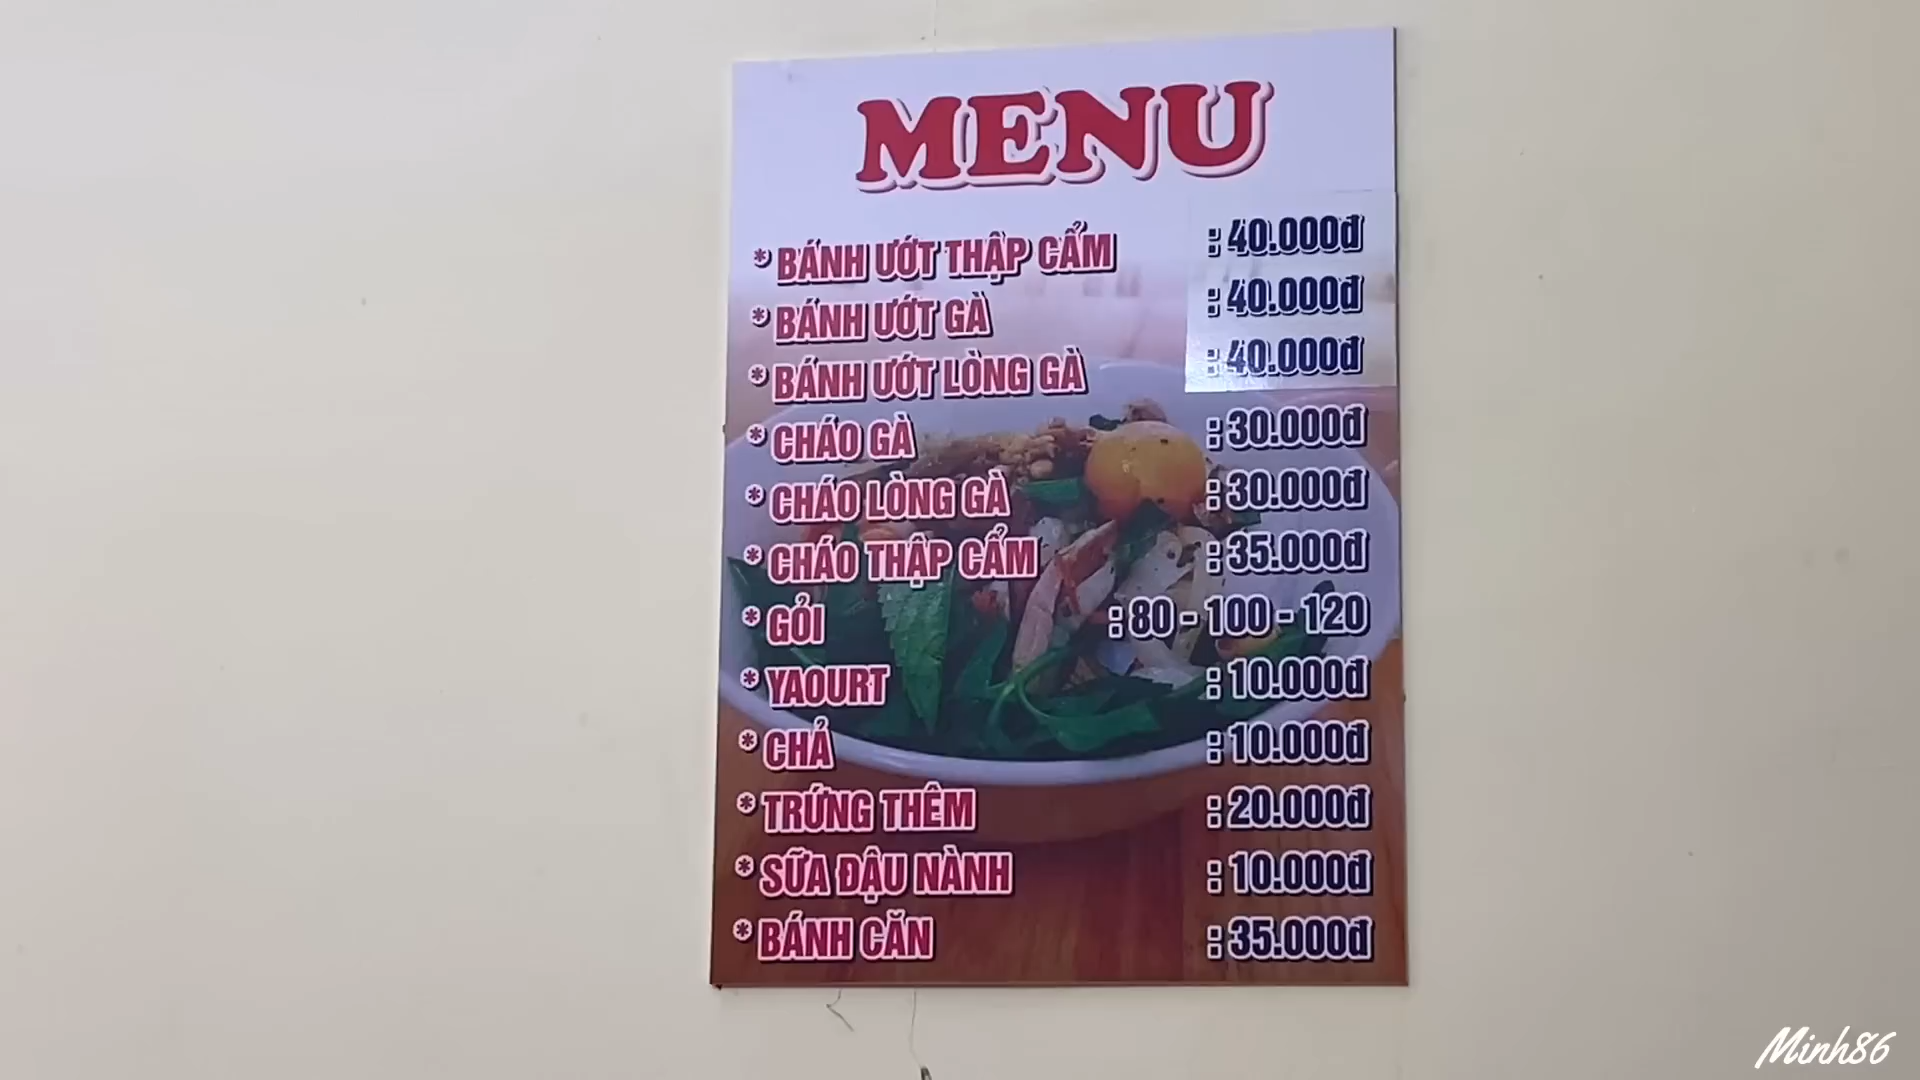 MENU
* BÁNH ƯỚT THẬP CẨM : 40.000đ
* BÁNH ƯỚT GÀ : 40.000đ
* BÁNH ƯỚT LÒNG GÀ : 40.000đ
* CHÁO GÀ : 30.000đ
* CHÁO LÒNG GÀ : 30.000đ
* CHÁO THẬP CẨM : 35.000đ
* GỎI : 80 - 100 - 120
* YAOURT : 10.000đ
* CHẢ : 10.000đ
* TRỨNG THÊM : 20.000đ
* SỮA ĐẬU NÀNH : 10.000đ
* BÁNH CĂN : 35.000đ
Minh86